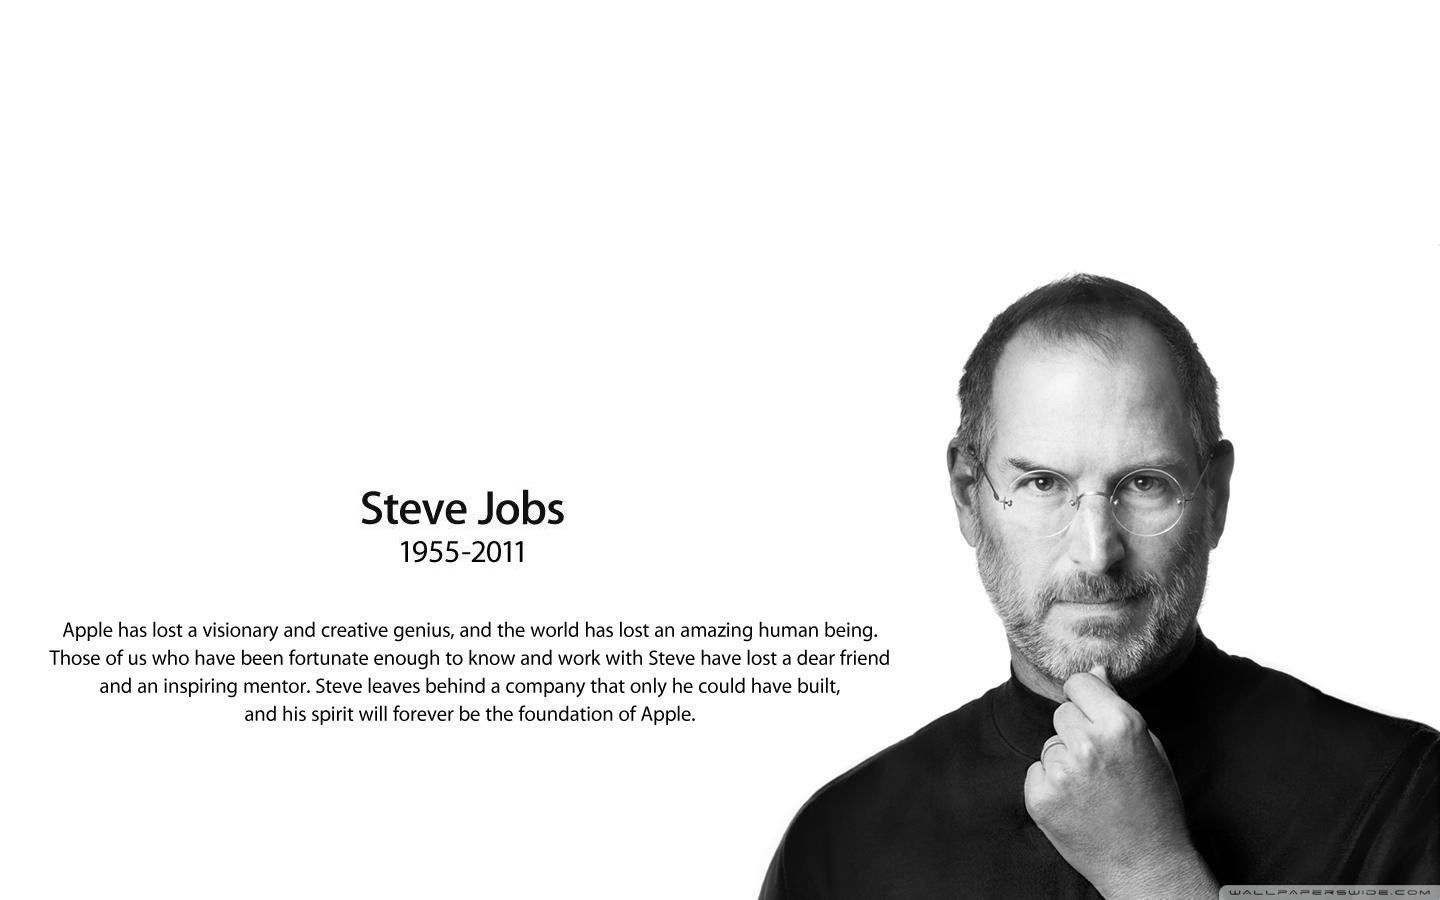 Steve Jobs
1955-2011
Apple has lost a visionary and creative genius, and the world has lost an amazing human being.
Those of us who have been fortunate enough to know and work with Steve have lost a dear friend
and an inspiring mentor. Steve leaves behind a company that only he could have built,
and his spirit will forever be the foundation of Apple.
WALLPAPERSWIDE.COM